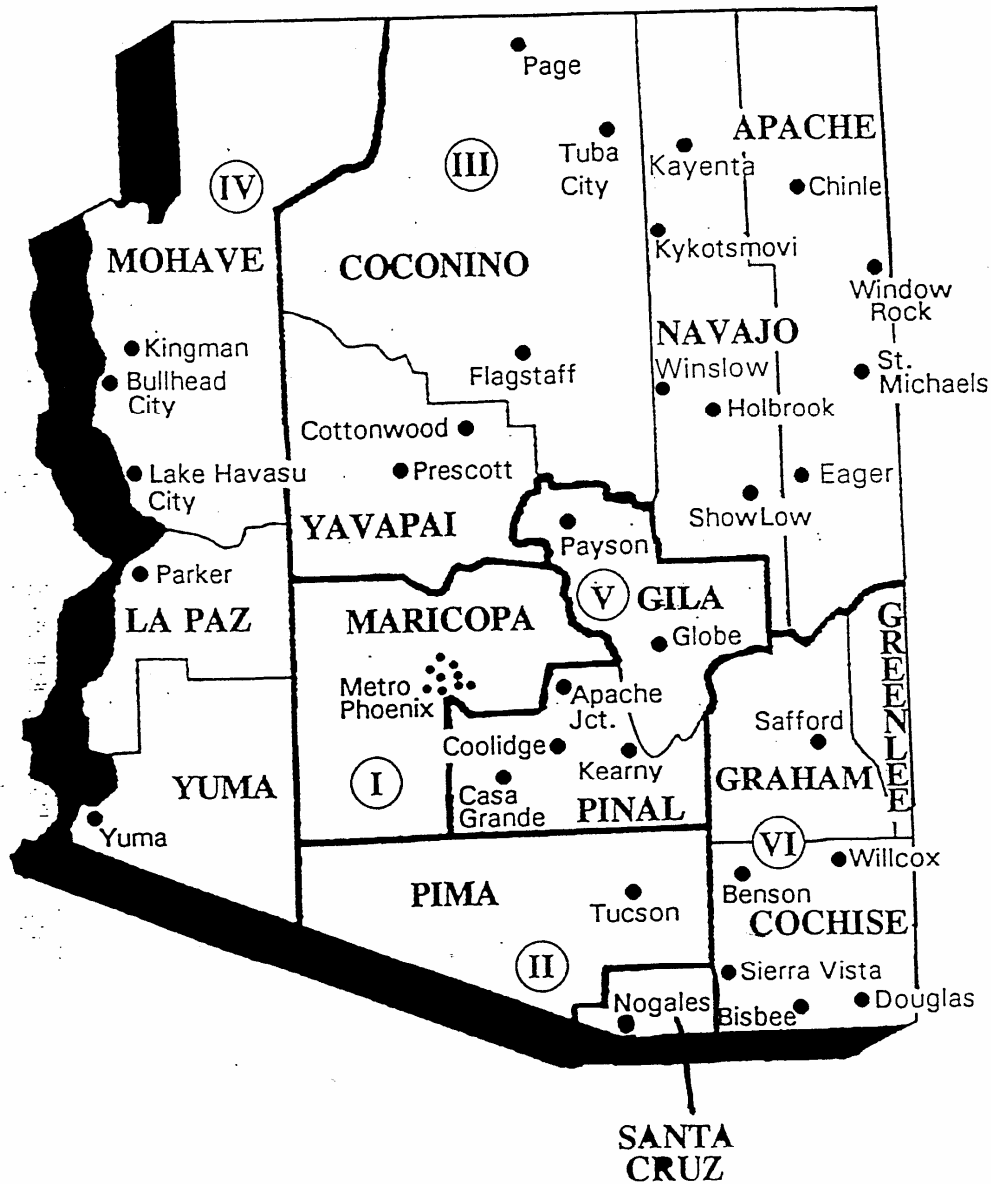 Page
APACHE
Tuba
City
Kayenta
III
IV
Chinle
Kykotsmovi
MOHAVE
COCONINO
Window
Rock
NAVAJO
Kingman
Winslow
Flagstaff
St.
Michaels
Bullhead
City
Holbrook
Cottonwood
Prescott
Lake Havasu
City
Eager
ShowLow
YAVAPAI
Payson
Parker
V
GILA
LA PAZ
MARICOPA
Globe
GREENLEE
Metro
Phoenix
Apache
Jct.
Safford
Coolidge
Kearny
YUMA
I
GRAHAM
Casa
Grande
PINAL
Yuma
VI
Willcox
Benson
PIMA
Tucson
COCHISE
II
Sierra Vista
Nogales
Bisbee
Douglas
SANTA
CRUZ